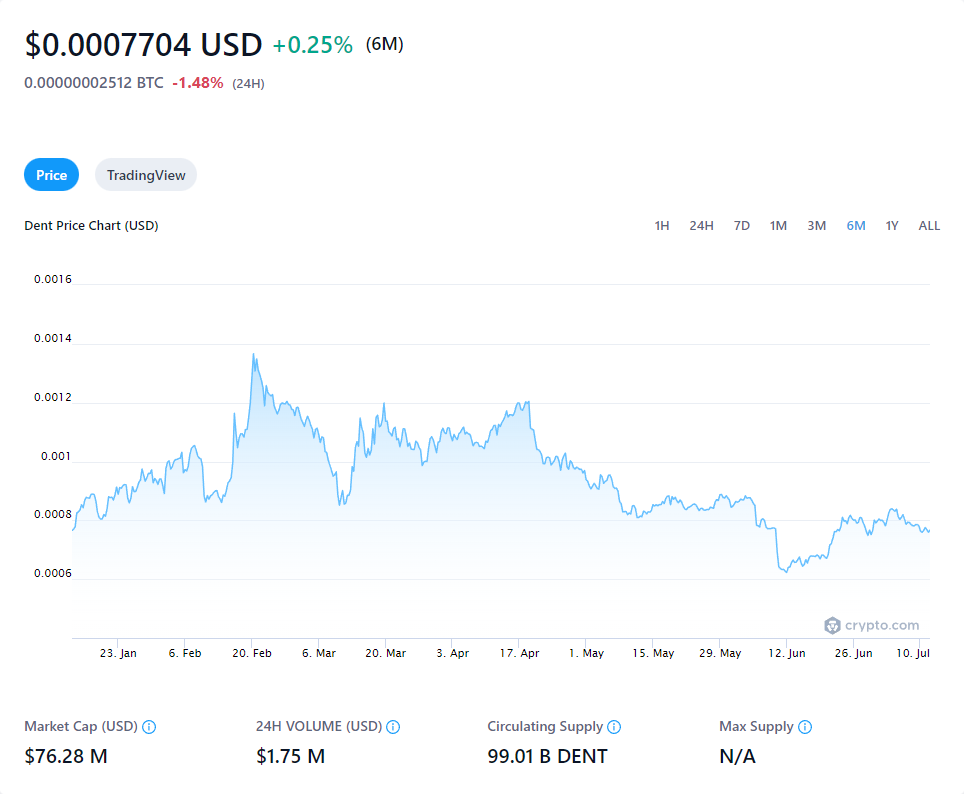 $0.0007704 USD +0.25% (6M)
0.00000002512 BTC -1.48% (24H)
Price TradingView
Dent Price Chart (USD) 1H 24H 7D 1M 3M 6M 1Y ALL
0.0016
0.0014
0.0012
0.001
0.0008
0.0006
crypto.com
23. Jan 6. Feb 20. Feb 6. Mar 20. Mar 3. Apr 17. Apr 1. May 15. May 29. May 12. Jun 26. Jun 10. Jul
Market Cap (USD) 24H VOLUME (USD) Circulating Supply Max Supply
$76.28 M $1.75 M 99.01 B DENT N/A